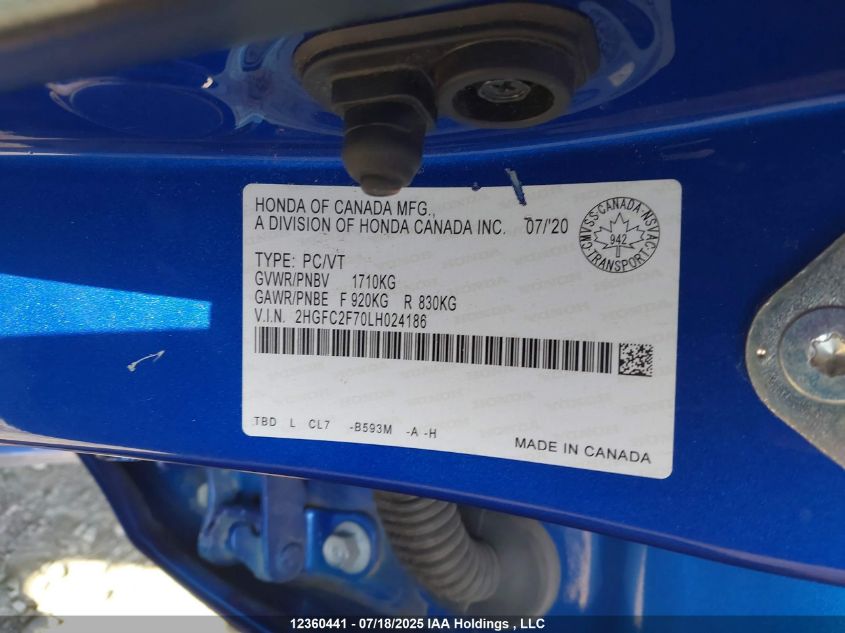 HONDA OF CANADA MFG.,
A DIVISION OF HONDA CANADA INC. 07/'20
CMVSS·CANADA·NSVAC·TRANSPORT
942
TYPE: PC/VT
GVWR/PNBV 1710KG
GAWR/PNBE F 920KG R 830KG
V.I.N. 2HGFC2F70LH024186
TBD L CL7 -B593M -A -H
MADE IN CANADA
12360441 - 07/18/2025 IAA Holdings , LLC